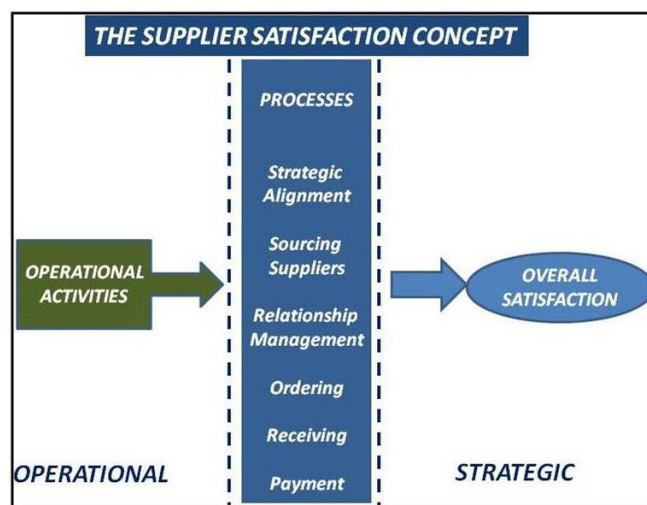 THE SUPPLIER SATISFACTION CONCEPT
PROCESSES
Strategic
Alignment
Sourcing
Suppliers
Relationship
Management
Ordering
Receiving
Payment
OPERATIONAL
ACTIVITIES
OVERALL
SATISFACTION
OPERATIONAL
STRATEGIC